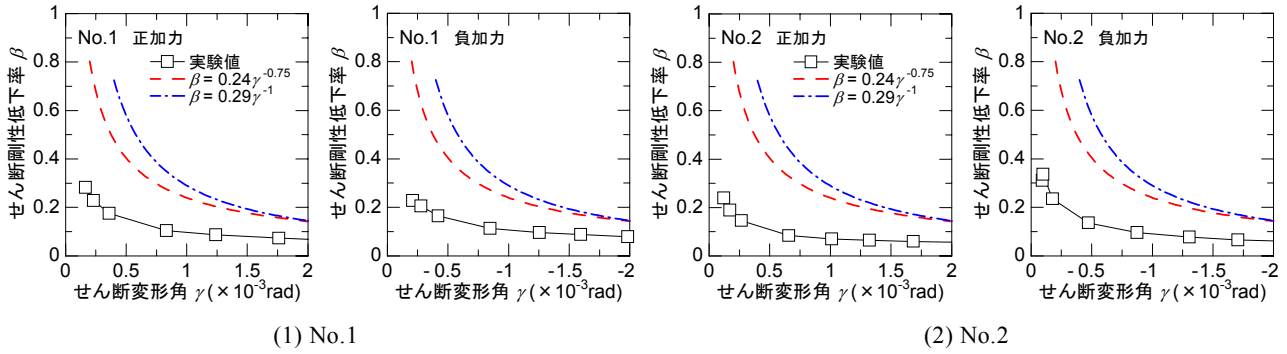 せん断剛性低下率 β
1
0.8
0.6
0.4
0.2
0
No.1 正加力
実験値
β = 0.24γ^-0.75
β = 0.29γ^-1
0 0.5 1 1.5 2
せん断変形角 γ (×10^-3rad)
せん断剛性低下率 β
1
0.8
0.6
0.4
0.2
0
No.1 負加力
0 - 0.5 -1 -1.5 -2
せん断変形角 γ (×10^-3rad)
(1) No.1
せん断剛性低下率 β
1
0.8
0.6
0.4
0.2
0
No.2 正加力
実験値
β = 0.24γ^-0.75
β = 0.29γ^-1
0 0.5 1 1.5 2
せん断変形角 γ (×10^-3rad)
せん断剛性低下率 β
1
0.8
0.6
0.4
0.2
0
No.2 負加力
0 - 0.5 -1 -1.5 -2
せん断変形角 γ (×10^-3rad)
(2) No.2